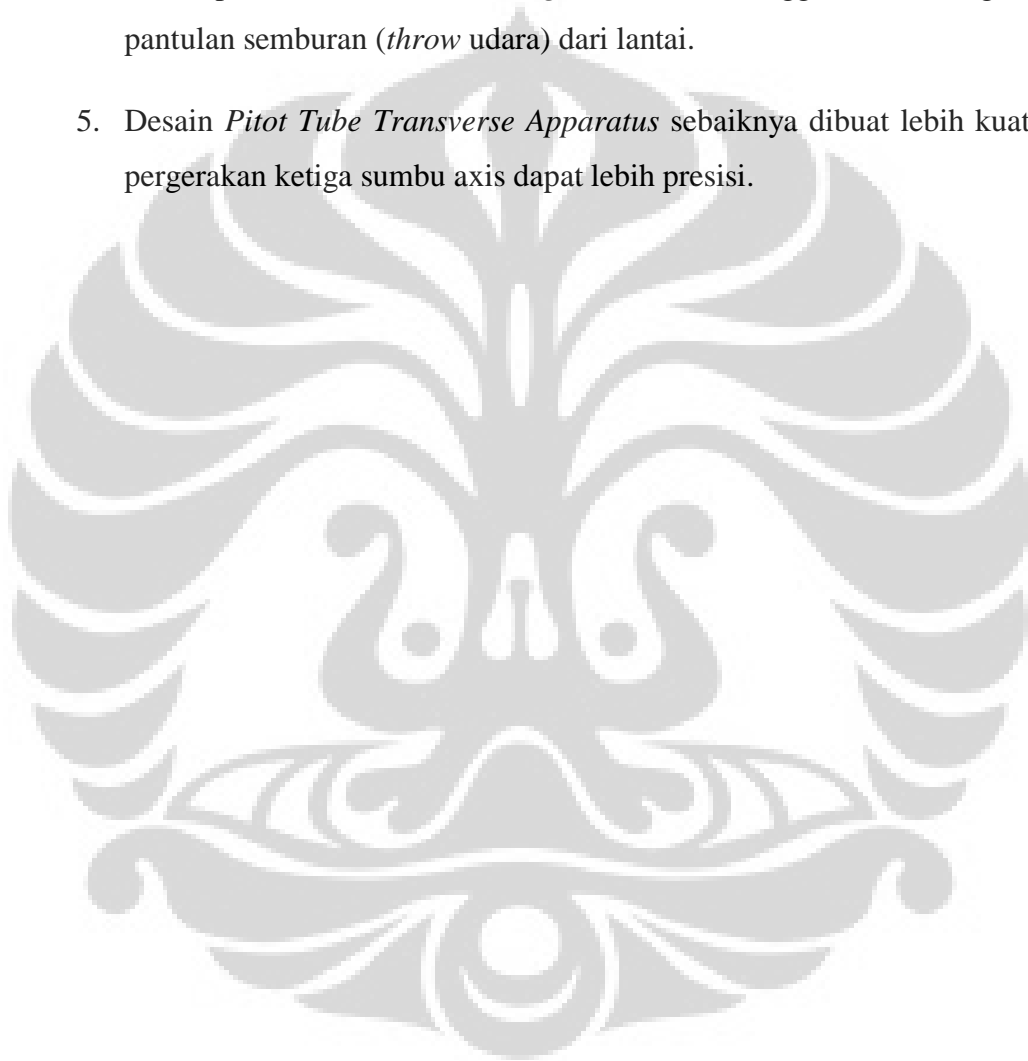 pantulan semburan (throw udara) dari lantai.
5. Desain Pitot Tube Transverse Apparatus sebaiknya dibuat lebih kuat
pergerakan ketiga sumbu axis dapat lebih presisi.